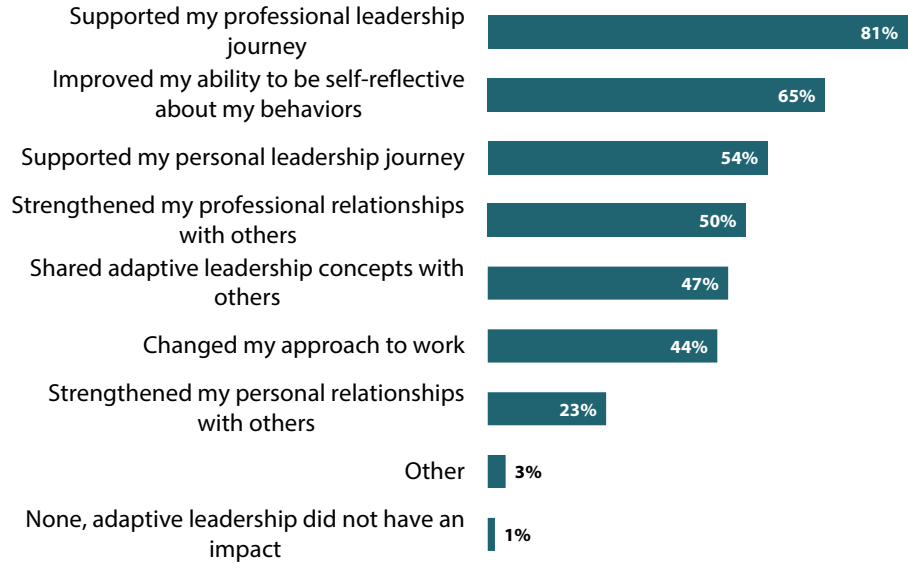 Supported my professional leadership
journey
81%
Improved my ability to be self-reflective
about my behaviors
65%
Supported my personal leadership journey
54%
Strengthened my professional relationships
with others
50%
Shared adaptive leadership concepts with
others
47%
Changed my approach to work
44%
Strengthened my personal relationships
with others
23%
Other
3%
None, adaptive leadership did not have an
impact
1%